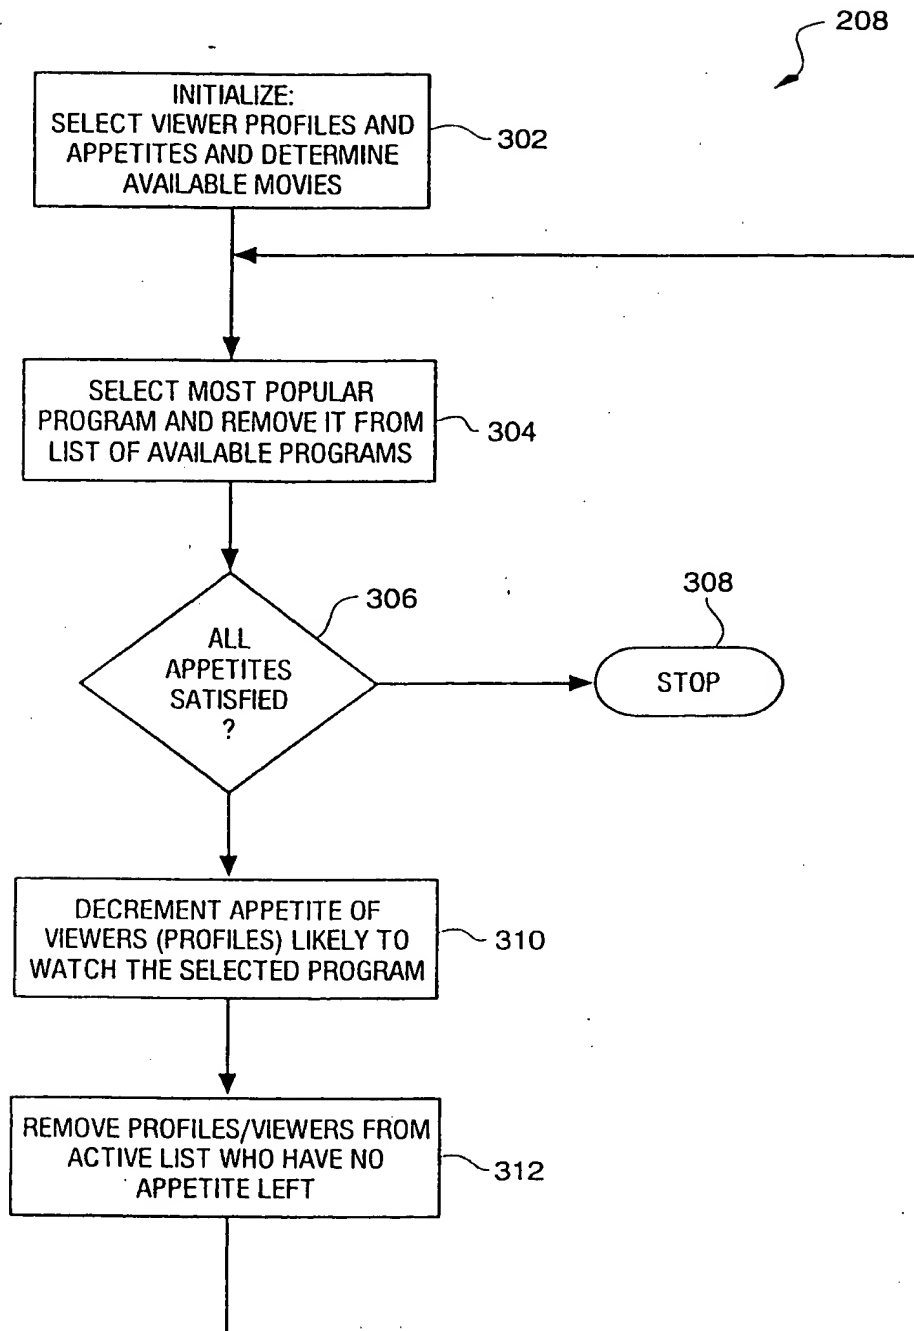 208
INITIALIZE:
SELECT VIEWER PROFILES AND
APPETITES AND DETERMINE
AVAILABLE MOVIES
302
SELECT MOST POPULAR
PROGRAM AND REMOVE IT FROM
LIST OF AVAILABLE PROGRAMS
304
306
ALL
APPETITES
SATISFIED
?
308
STOP
DECREMENT APPETITE OF
VIEWERS (PROFILES) LIKELY TO
WATCH THE SELECTED PROGRAM
310
REMOVE PROFILES/VIEWERS FROM
ACTIVE LIST WHO HAVE NO
APPETITE LEFT
312